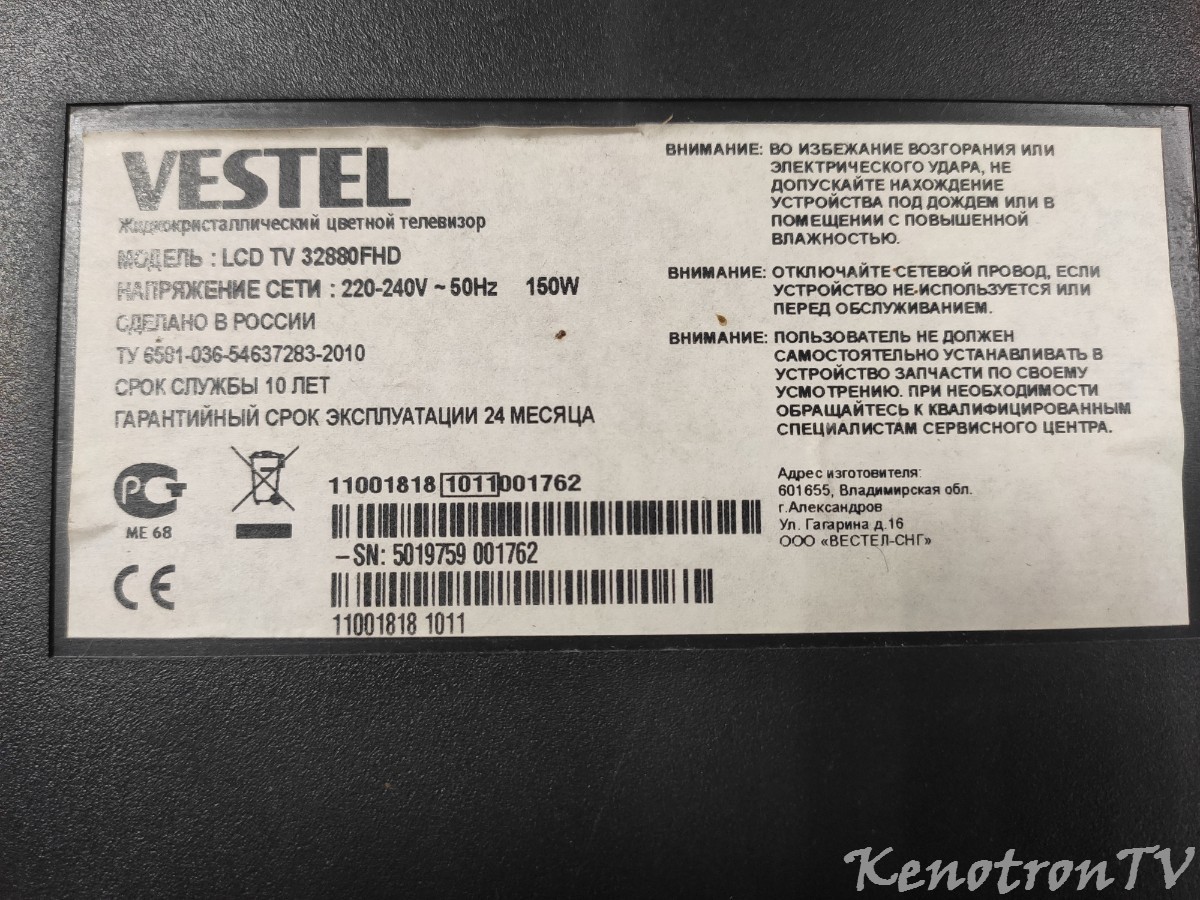 VESTEL
Жидкокристаллический цветной телевизор
МОДЕЛЬ : LCD TV 32880FHD
НАПРЯЖЕНИЕ СЕТИ : 220-240V ~ 50Hz 150W
СДЕЛАНО В РОССИИ
ТУ 6581-036-54637283-2010
СРОК СЛУЖБЫ 10 ЛЕТ
ГАРАНТИЙНЫЙ СРОК ЭКСПЛУАТАЦИИ 24 МЕСЯЦА
РСТ
ME 68
CE
11001818 1011 001762
–SN: 5019759 001762
11001818 1011
ВНИМАНИЕ: ВО ИЗБЕЖАНИЕ ВОЗГОРАНИЯ ИЛИ
ЭЛЕКТРИЧЕСКОГО УДАРА, НЕ
ДОПУСКАЙТЕ НАХОЖДЕНИЕ
УСТРОЙСТВА ПОД ДОЖДЕМ ИЛИ В
ПОМЕЩЕНИИ С ПОВЫШЕННОЙ
ВЛАЖНОСТЬЮ.
ВНИМАНИЕ: ОТКЛЮЧАЙТЕ СЕТЕВОЙ ПРОВОД, ЕСЛИ
УСТРОЙСТВО НЕ ИСПОЛЬЗУЕТСЯ ИЛИ
ПЕРЕД ОБСЛУЖИВАНИЕМ.
ВНИМАНИЕ: ПОЛЬЗОВАТЕЛЬ НЕ ДОЛЖЕН
САМОСТОЯТЕЛЬНО УСТАНАВЛИВАТЬ В
УСТРОЙСТВО ЗАПЧАСТИ ПО СВОЕМУ
УСМОТРЕНИЮ. ПРИ НЕОБХОДИМОСТИ
ОБРАЩАЙТЕСЬ К КВАЛИФИЦИРОВАННЫМ
СПЕЦИАЛИСТАМ СЕРВИСНОГО ЦЕНТРА.
Адрес изготовителя:
601655, Владимирская обл.
г.Александров
Ул. Гагарина д.16
ООО «ВЕСТЕЛ-СНГ»
KenotronTV